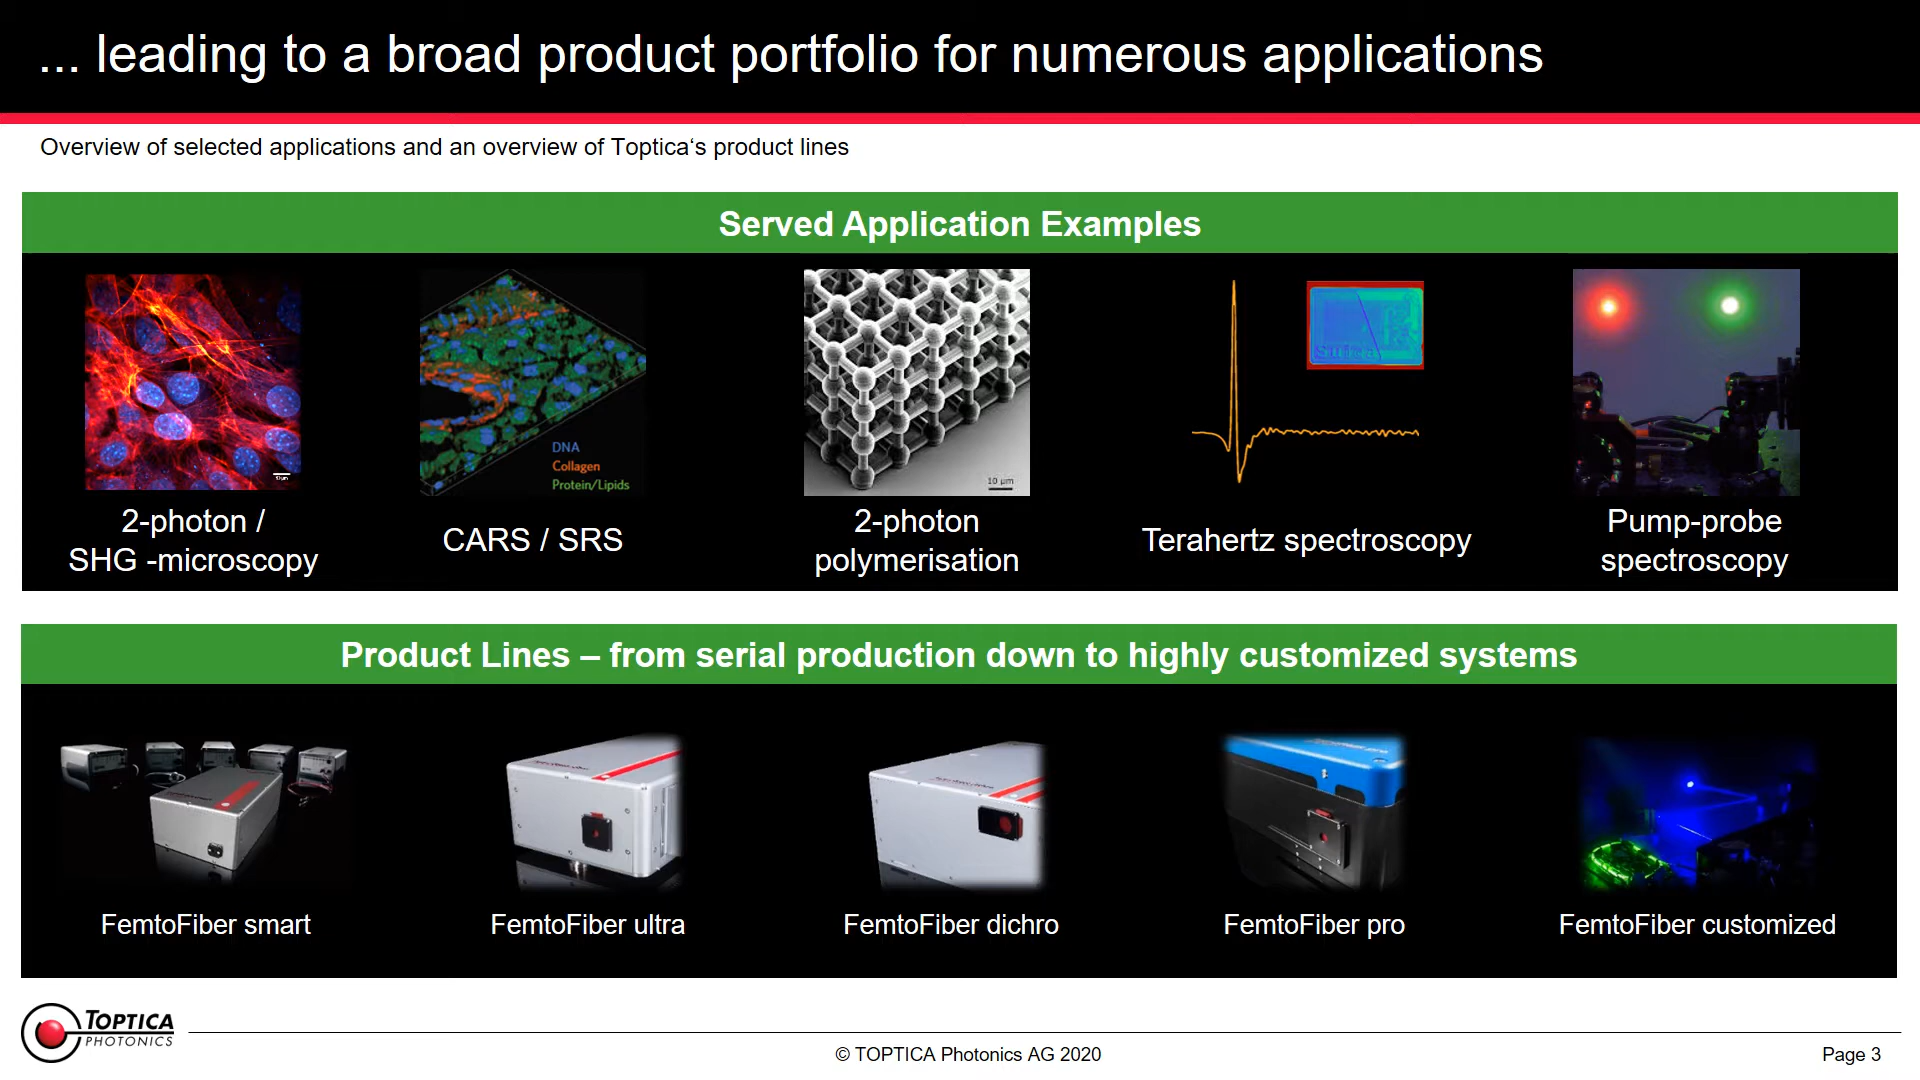 ... leading to a broad product portfolio for numerous applications
Overview of selected applications and an overview of Toptica‘s product lines
Served Application Examples
DNA
Collagen
Protein/Lipids
10 µm
2-photon /
SHG -microscopy
CARS / SRS
2-photon
polymerisation
Terahertz spectroscopy
Pump-probe
spectroscopy
Product Lines – from serial production down to highly customized systems
FemtoFiber smart
FemtoFiber ultra
FemtoFiber dichro
FemtoFiber pro
FemtoFiber customized
TOPTICA
PHOTONICS
© TOPTICA Photonics AG 2020
Page 3